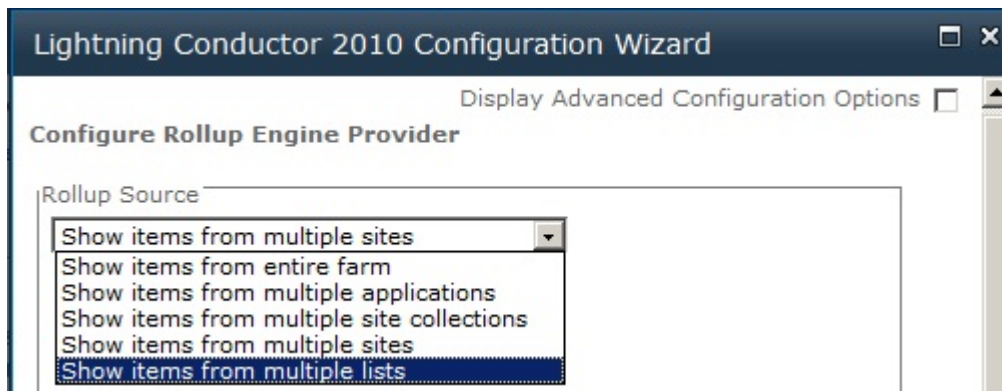 Lightning Conductor 2010 Configuration Wizard
Display Advanced Configuration Options
Configure Rollup Engine Provider
Rollup Source
Show items from multiple sites
Show items from entire farm
Show items from multiple applications
Show items from multiple site collections
Show items from multiple sites
Show items from multiple lists